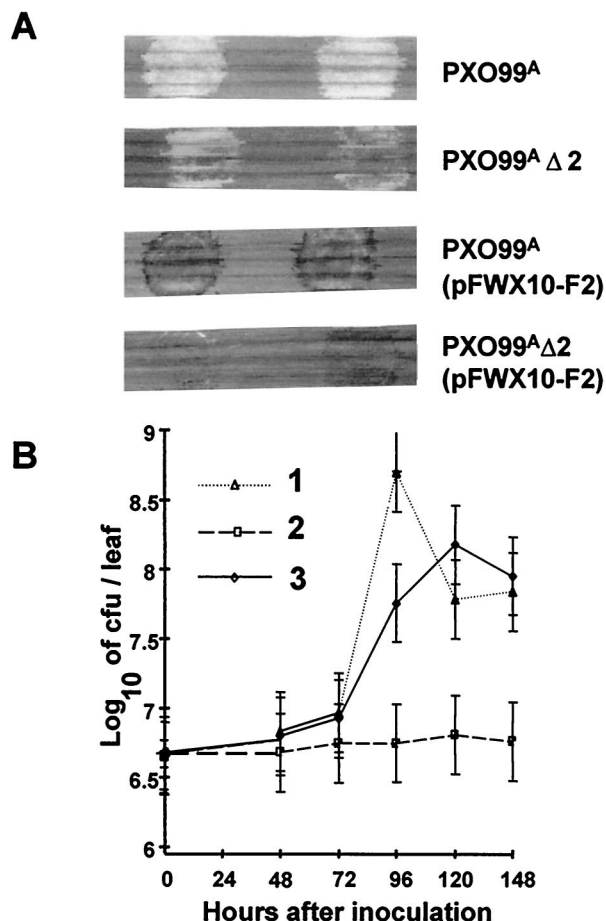 A
PXO99ᴬ
PXO99ᴬ Δ 2
PXO99ᴬ
(pFWX10-F2)
PXO99ᴬΔ2
(pFWX10-F2)
B
9
8.5
8
7.5
7
6.5
6
Log₁₀ of cfu / leaf
1
2
3
0 24 48 72 96 120 148
Hours after inoculation